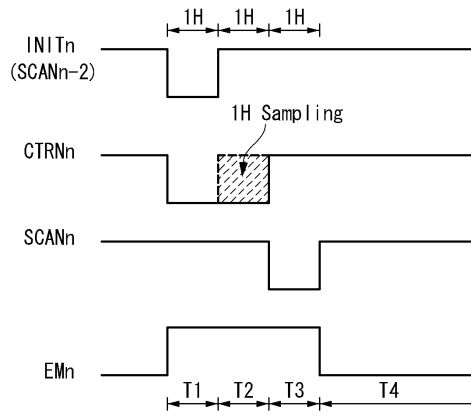 1H 1H 1H
INITn
(SCANn-2)
1H Sampling
CTRNn
SCANn
EMn
T1 T2 T3 T4